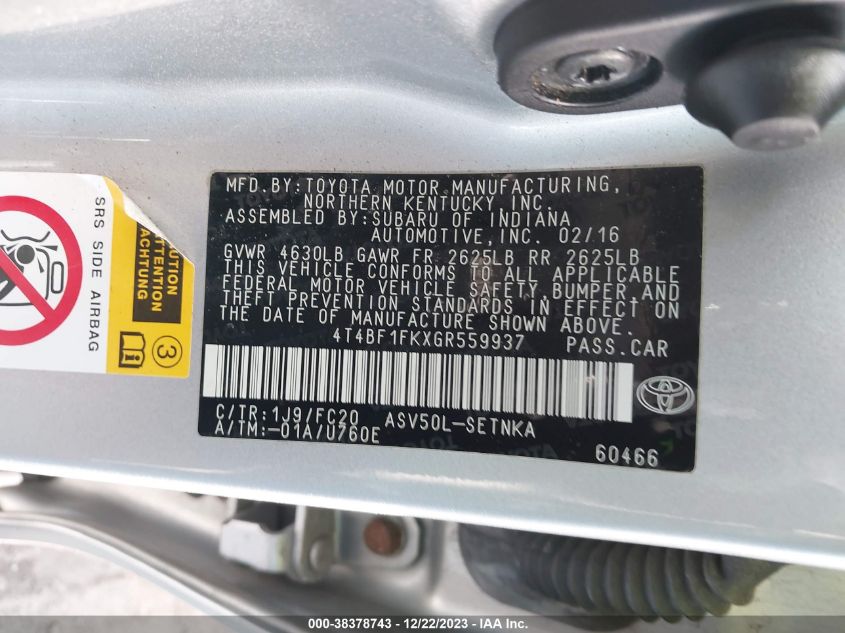 MFD. BY: TOYOTA MOTOR MANUFACTURING,
NORTHERN KENTUCKY, INC.
ASSEMBLED BY: SUBARU OF INDIANA
AUTOMOTIVE, INC. 02/16
GVWR 4630LB GAWR FR 2625LB RR 2625LB
THIS VEHICLE CONFORMS TO ALL APPLICABLE
FEDERAL MOTOR VEHICLE SAFETY, BUMPER, AND
THEFT PREVENTION STANDARDS IN EFFECT ON
THE DATE OF MANUFACTURE SHOWN ABOVE.
4T4BF1FKXGR559937 PASS.CAR
C/TR:1J9/FC20 ASV50L-SETNKA
A/TM:-01A/U760E
60466
TOYOTA
SRS SIDE AIRBAG
ATTENTION
ACHTUNG
3
000-38378743 - 12/22/2023 - IAA Inc.